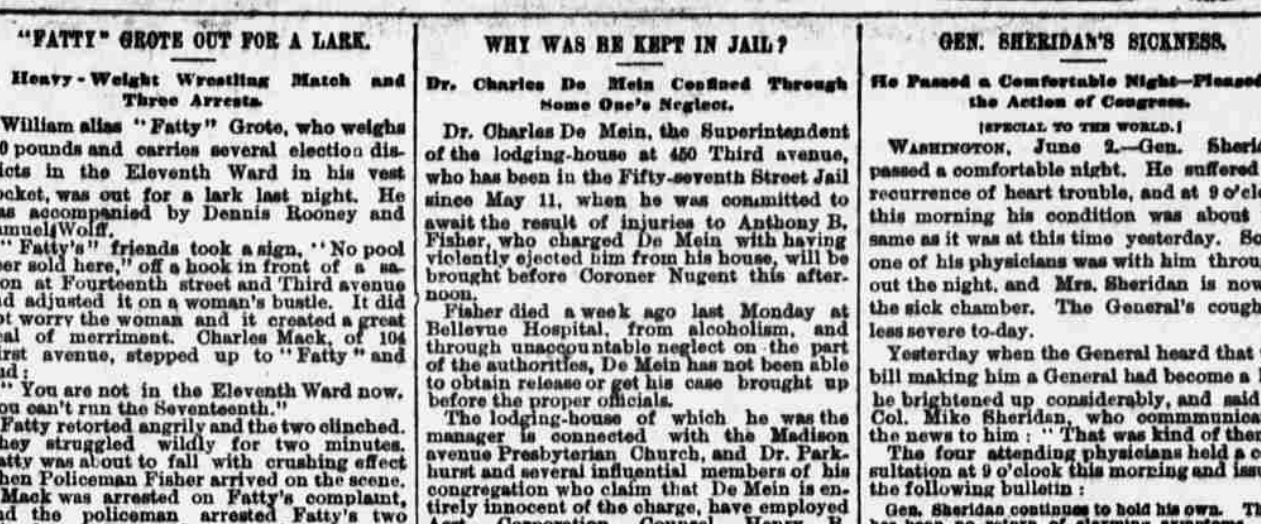 "FATTY" GROTE OUT FOR A LARK.
Heavy-Weight Wrestling Match and
Three Arrests.
William alias "Fatty" Grote, who weighs
0 pounds and carries several election dis-
icts in the Eleventh Ward in his vest
ocket, was out for a lark last night. He
as accompanied by Dennis Rooney and
amuel Wolff.
"Fatty's" friends took a sign, "No pool
er sold here," off a hook in front of a sa-
on at Fourteenth street and Third avenue
nd adjusted it on a woman's bustle. It did
ot worry the woman and it created a great
eal of merriment. Charles Mack, of 104
irst avenue, stepped up to "Fatty" and
id:
"You are not in the Eleventh Ward now.
ou can't run the Seventeenth."
Fatty retorted angrily and the two clinched.
hey struggled wildly for two minutes.
atty was about to fall with crushing effect
hen Policeman Fisher arrived on the scene.
Mack was arrested on Fatty's complaint,
nd the policeman arrested Fatty's two
WHY WAS HE KEPT IN JAIL?
Dr. Charles De Mein Confined Through
Some One's Neglect.
Dr. Charles De Mein, the Superintendent
of the lodging-house at 450 Third avenue,
who has been in the Fifty-seventh Street Jail
since May 11, when he was committed to
await the result of injuries to Anthony B.
Fisher, who charged De Mein with having
violently ejected him from his house, will be
brought before Coroner Nugent this after-
noon.
Fisher died a week ago last Monday at
Bellevue Hospital, from alcoholism, and
through unaccountable neglect on the part
of the authorities, De Mein has not been able
to obtain release or get his case brought up
before the proper officials.
The lodging-house of which he was the
manager is connected with the Madison
avenue Presbyterian Church, and Dr. Park-
hurst and several influential members of his
congregation who claim that De Mein is en-
tirely innocent of the charge, have employed
Asst. Corporation Counsel Henry B.
GEN. SHERIDAN'S SICKNESS.
He Passed a Comfortable Night—Pleased
the Action of Congress.
[SPECIAL TO THE WORLD.]
WASHINGTON, June 2.—Gen. Sheri
passed a comfortable night. He suffered
recurrence of heart trouble, and at 9 o'cl
this morning his condition was about
same as it was at this time yesterday. So
one of his physicians was with him throu
out the night, and Mrs. Sheridan is now
the sick chamber. The General's cough
less severe to-day.
Yesterday when the General heard that
bill making him a General had become a l
he brightened up considerably, and said
Col. Mike Sheridan, who commmunica
the news to him: "That was kind of them
The four attending physicians held a c
sultation at 9 o'clock this morning and issu
the following bulletin:
Gen. Sheridan continues to hold his own. Th
has been no return of